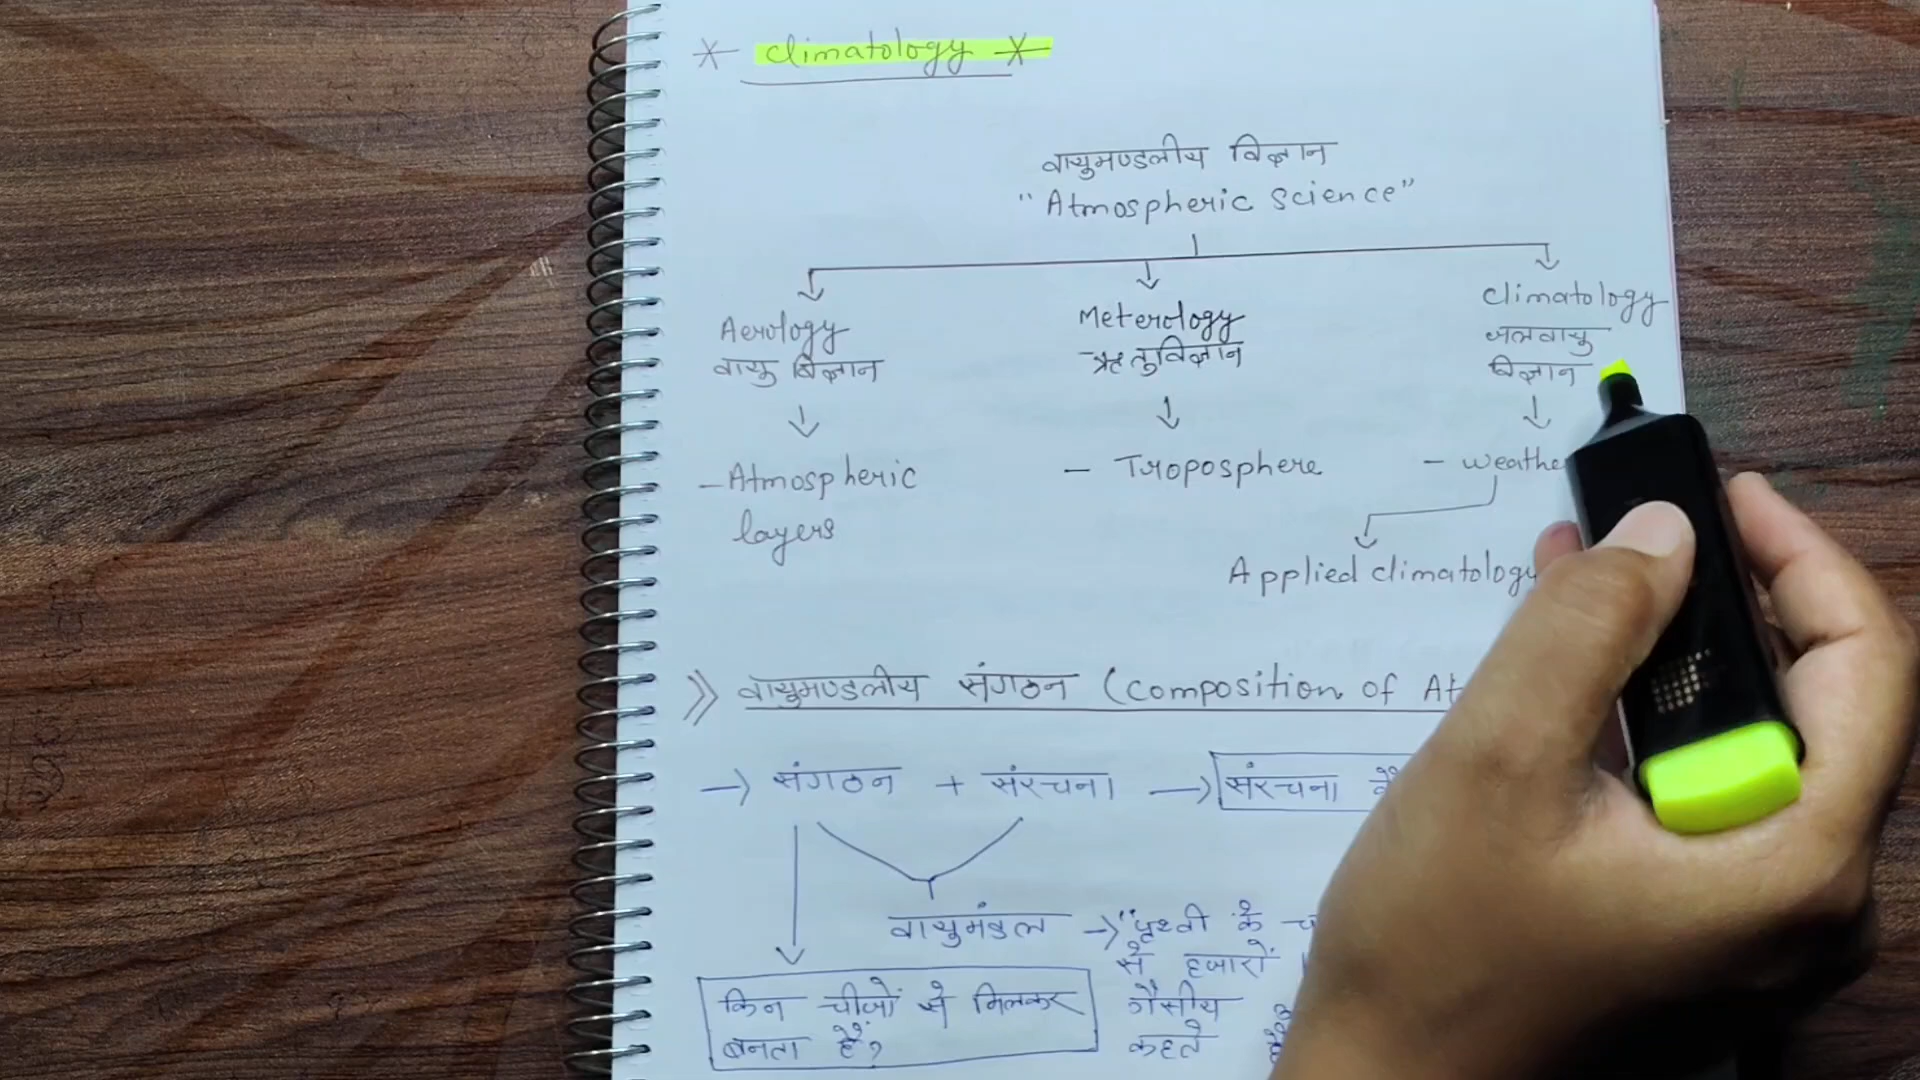 * Climatology *
वायुमण्डलीय विज्ञान
"Atmospheric Science"
Aerology
वायु विज्ञान
Meterology
ऋतुविज्ञान
Climatology
जलवायु
विज्ञान
- Atmospheric
layers
- Troposphere
- weathe
Applied climatology
» वायुमण्डलीय संगठन (Composition of At
→ संगठन + संरचना → संरचना
वायुमंडल → "पृथ्वी के
से हजारों
गैसीय
कहते
किन चीजों से मिलकर
बनता है?